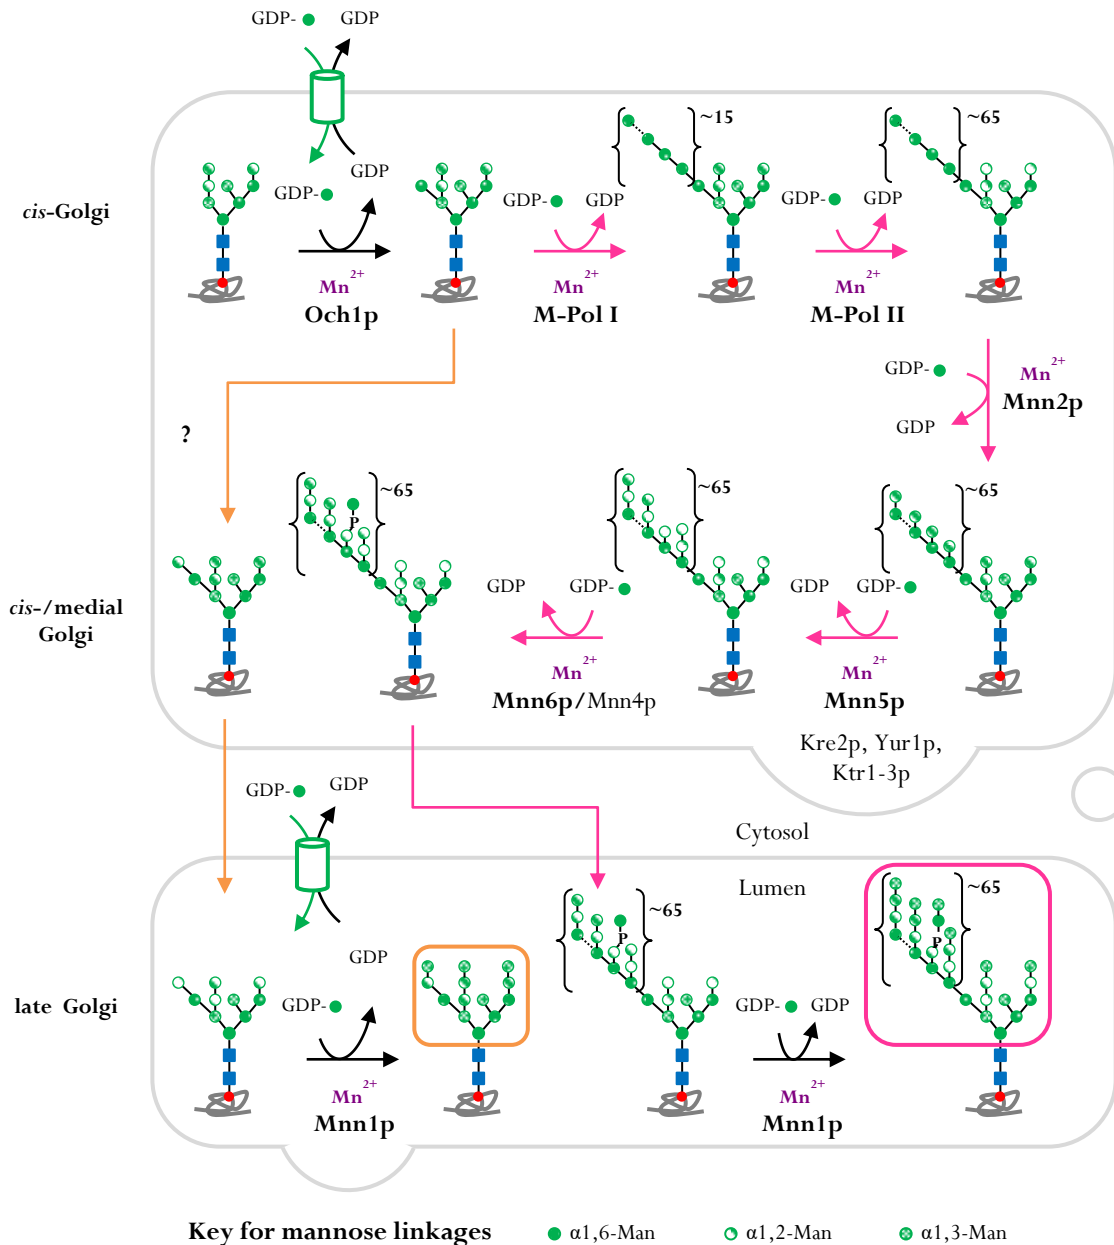 GDP- GDP
~15 ~65
GDP
GDP-
GDP- GDP
GDP- GDP
cis-Golgi
Mn2+ Mn2+ Mn2+
Och1p M-Pol I M-Pol II
GDP- Mn2+
Mnn2p
GDP
?
~65 ~65 ~65
P
GDP GDP- GDP GDP-
cis-/medial
Golgi
Mn2+ Mn2+
Mnn6p/Mnn4p Mnn5p
Kre2p, Yur1p,
Ktr1-3p
GDP- GDP
Cytosol
Lumen
~65 ~65
P P
GDP
late Golgi
GDP- GDP- GDP
Mn2+ Mn2+
Mnn1p Mnn1p
Key for mannose linkages α1,6-Man α1,2-Man α1,3-Man